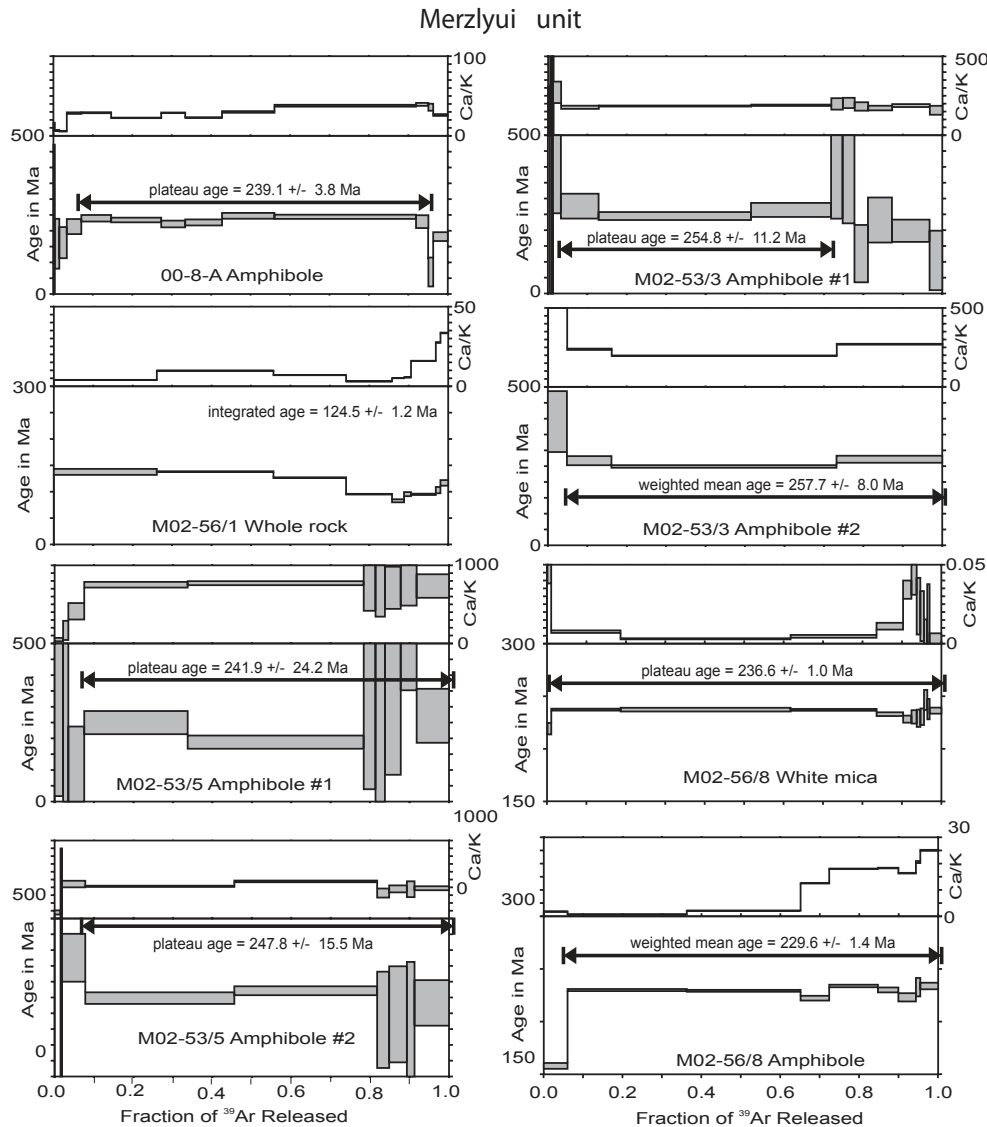 Merzlyui unit
100
Ca/K
0
500
Age in Ma
plateau age = 239.1 +/- 3.8 Ma
00-8-A Amphibole
0
500
Ca/K
0
500
Age in Ma
plateau age = 254.8 +/- 11.2 Ma
M02-53/3 Amphibole #1
0
50
Ca/K
0
300
Age in Ma
integrated age = 124.5 +/- 1.2 Ma
M02-56/1 Whole rock
0
500
Ca/K
0
500
Age in Ma
weighted mean age = 257.7 +/- 8.0 Ma
M02-53/3 Amphibole #2
0
1000
Ca/K
0
500
Age in Ma
plateau age = 241.9 +/- 24.2 Ma
M02-53/5 Amphibole #1
0
0.05
Ca/K
0
300
Age in Ma
plateau age = 236.6 +/- 1.0 Ma
M02-56/8 White mica
150
1000
Ca/K
0
500
Age in Ma
plateau age = 247.8 +/- 15.5 Ma
M02-53/5 Amphibole #2
0
0.0 0.2 0.4 0.6 0.8 1.0
Fraction of ³⁹Ar Released
30
Ca/K
0
300
Age in Ma
weighted mean age = 229.6 +/- 1.4 Ma
M02-56/8 Amphibole
150
0.0 0.2 0.4 0.6 0.8 1.0
Fraction of ³⁹Ar Released